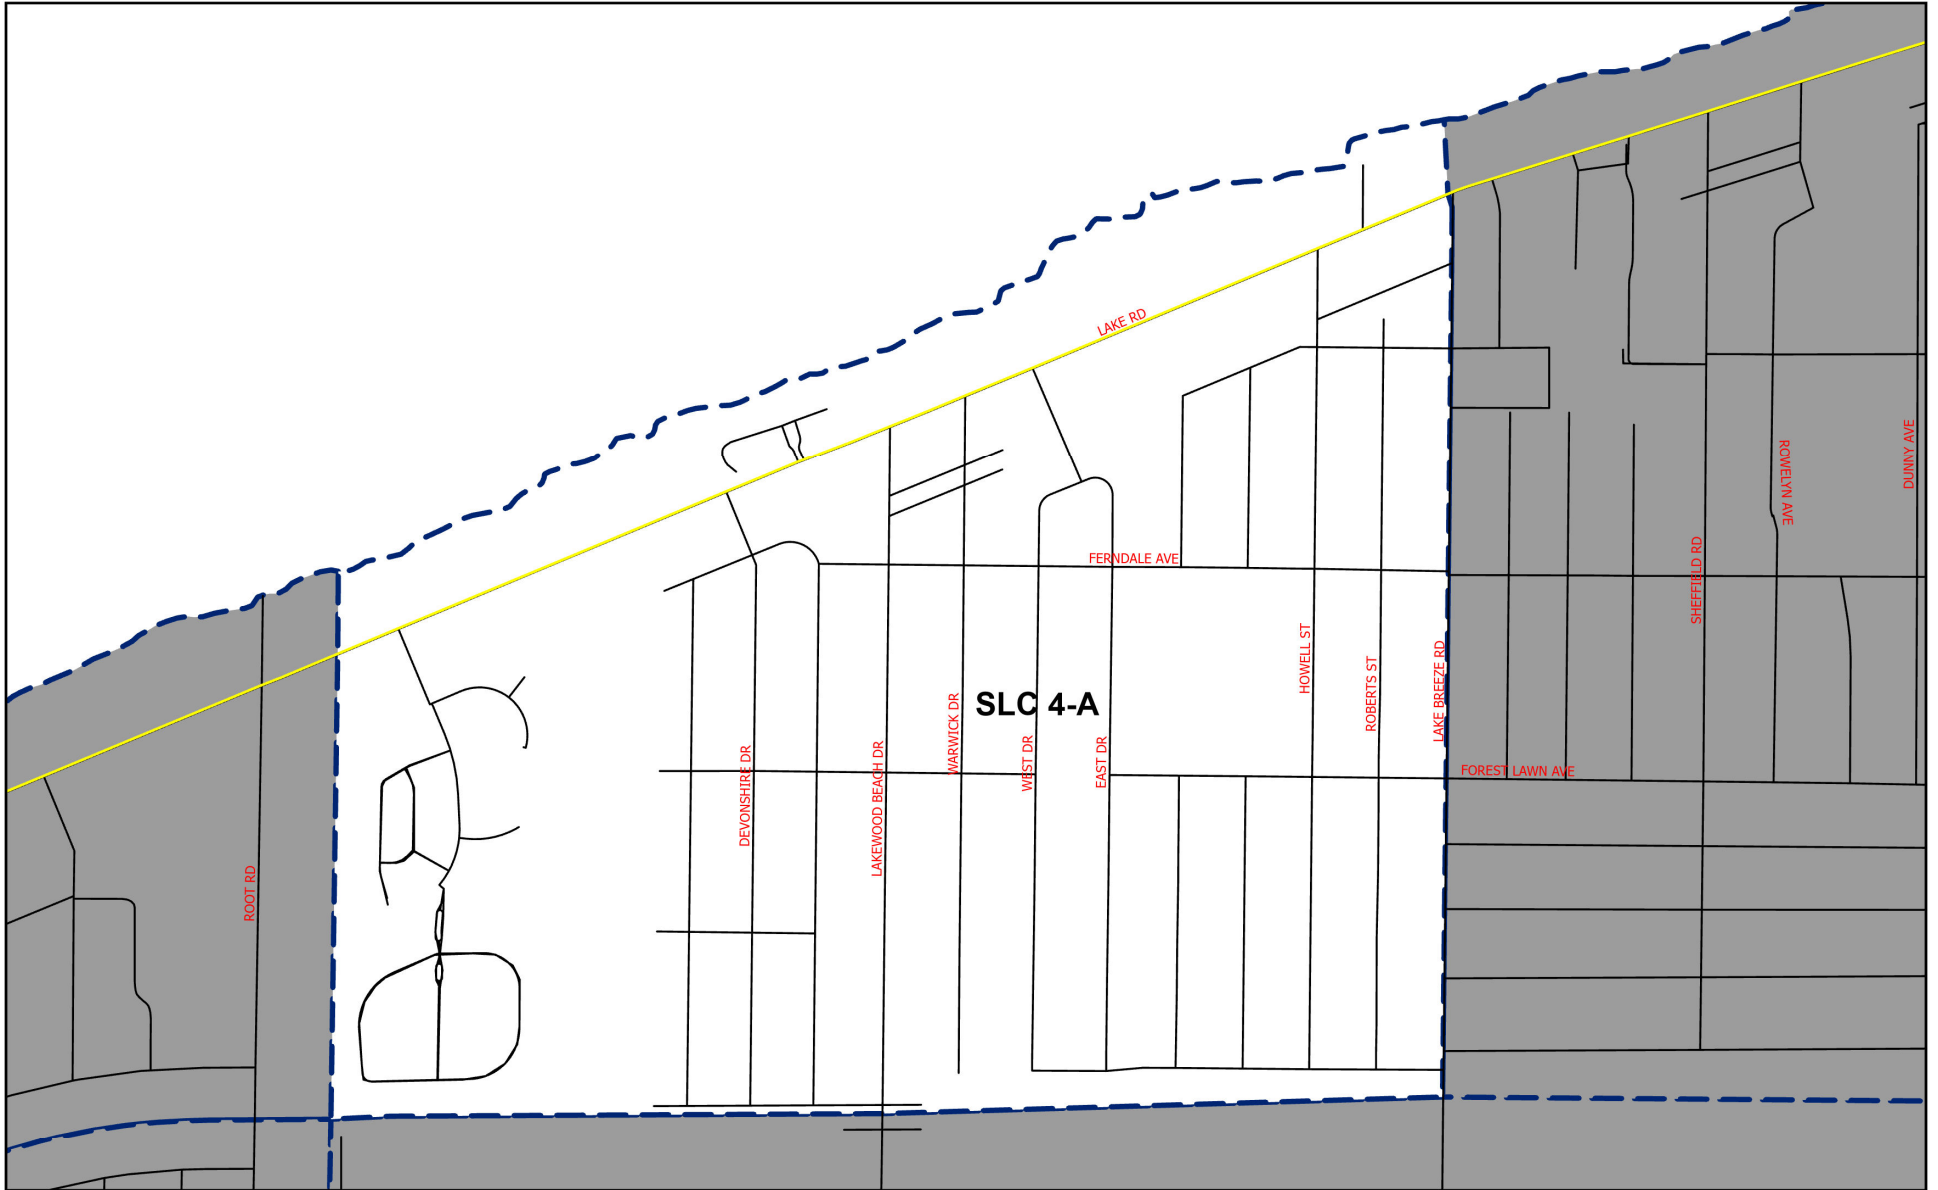 LAKE RD
DUNNY AVE
ROWELYN AVE
FERNDALE AVE
SHEFFIELD RD
HOWELL ST
ROBERTS ST
LAKE BREEZE RD
SLC 4-A
WARWICK DR
WEST DR
EAST DR
DEVONSHIRE DR
LAKEWOOD BEACH DR
FOREST LAWN AVE
ROOT RD